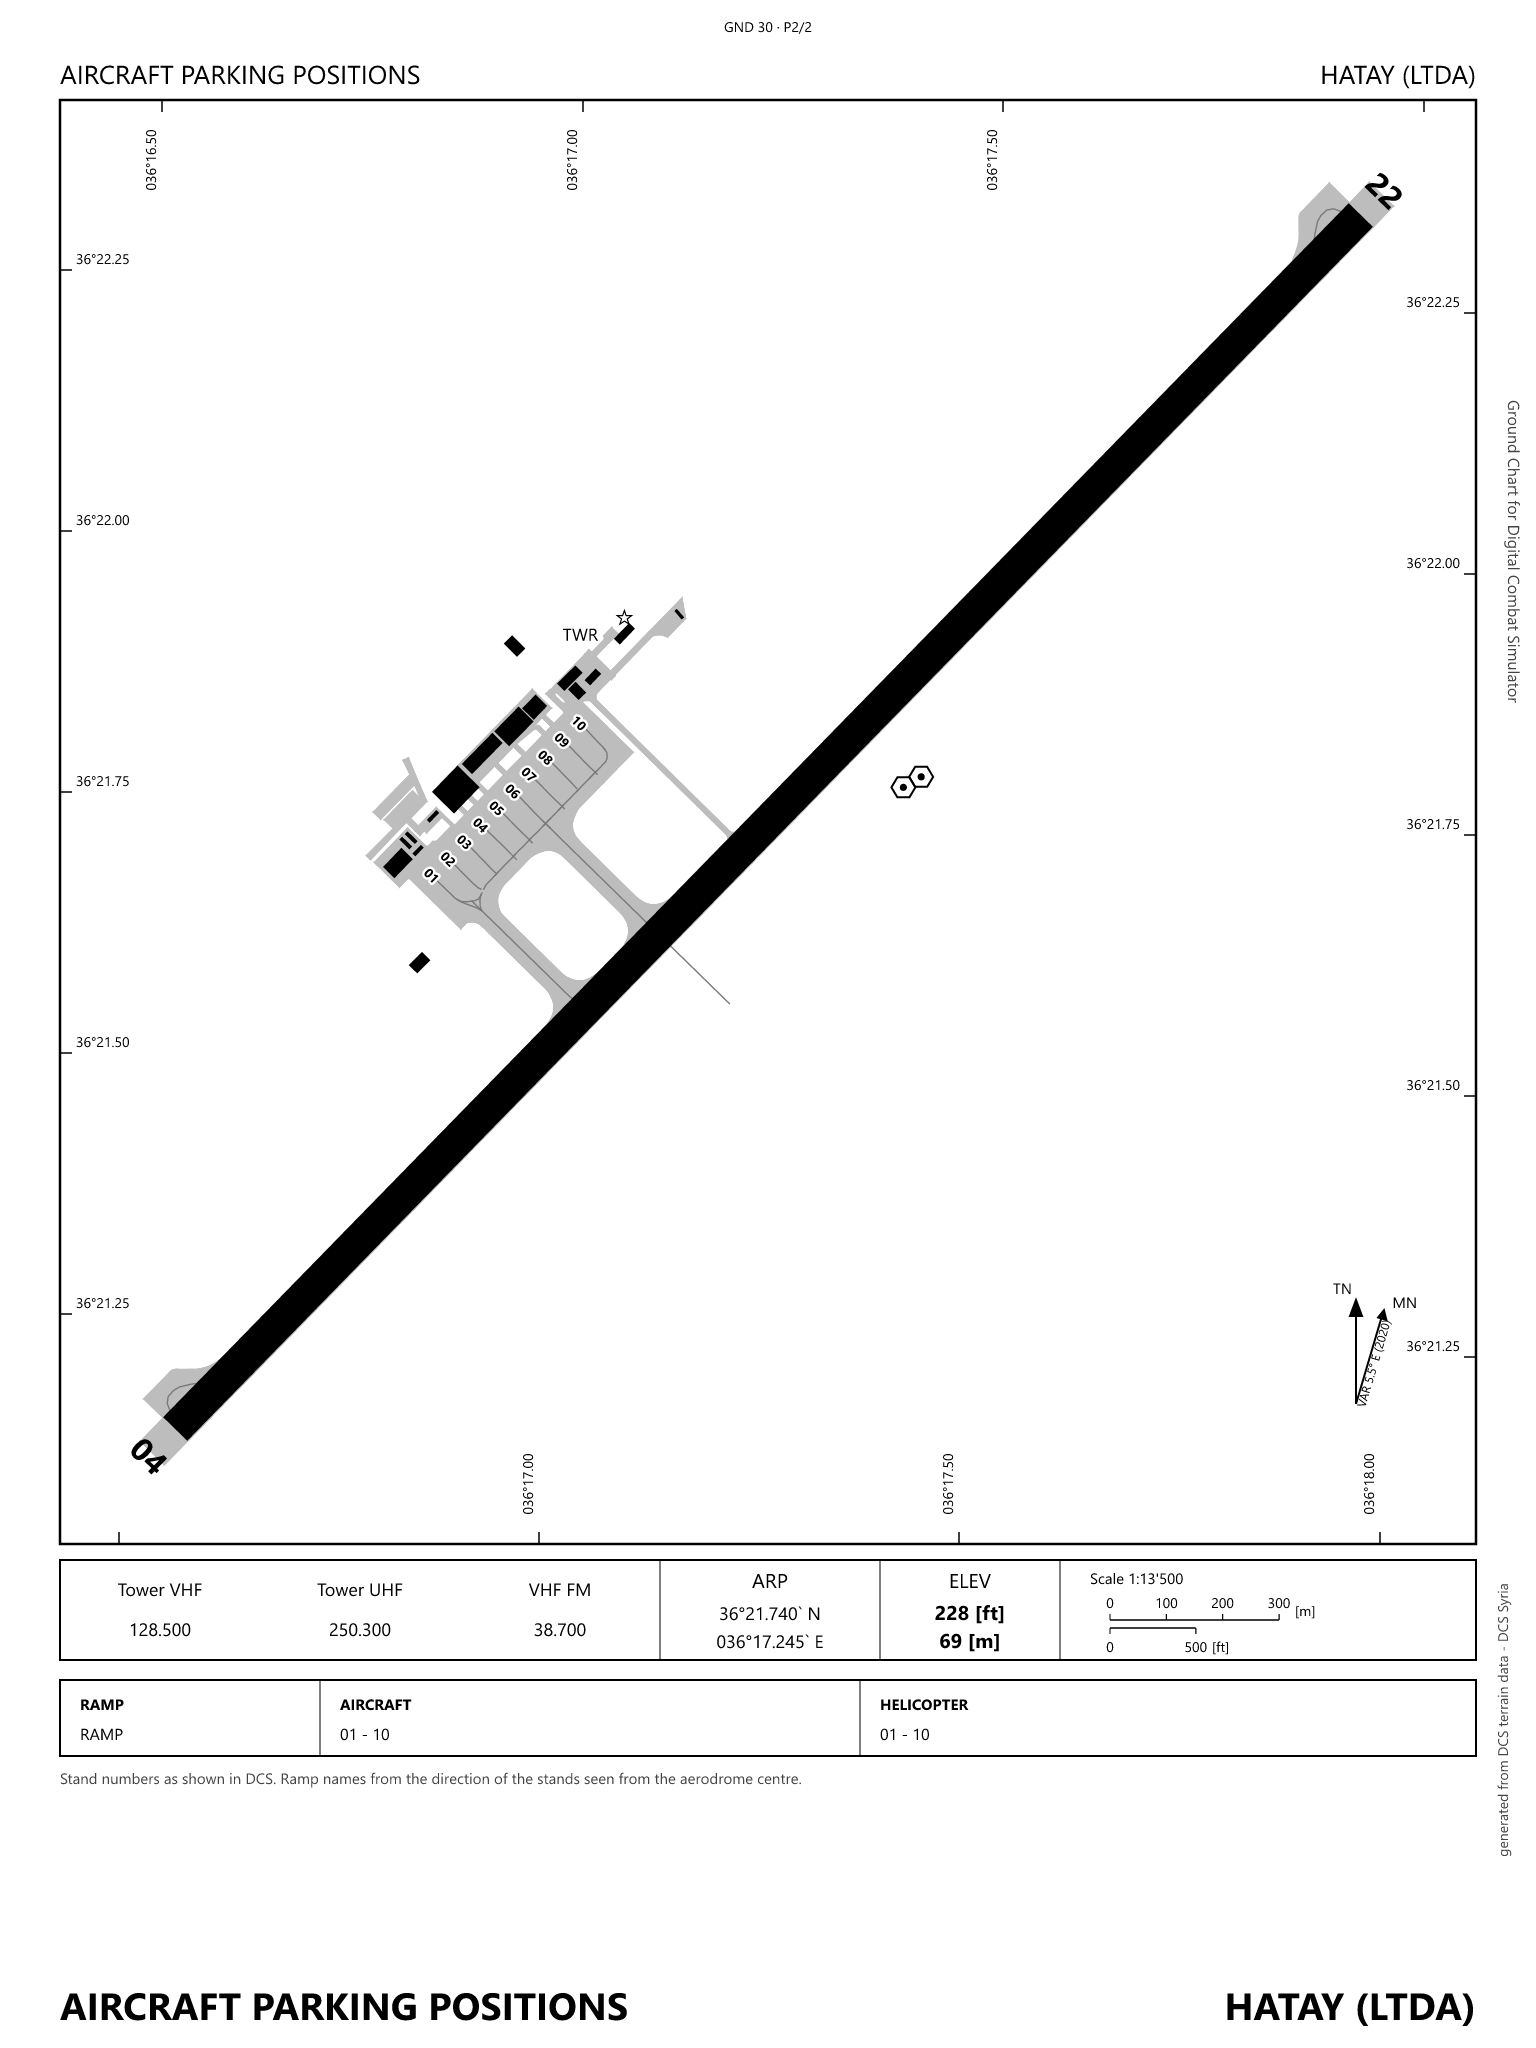 GND 30 · P2/2
AIRCRAFT PARKING POSITIONS
HATAY (LTDA)
036°16.50
036°17.00
036°17.50
22
36°22.25
36°22.25
Ground Chart for Digital Combat Simulator
36°22.00
36°22.00
TWR
10
09
08
07
06
05
04
03
02
01
36°21.75
36°21.75
36°21.50
36°21.50
TN
MN
VAR 5.5° E (2020)
36°21.25
36°21.25
04
036°17.00
036°17.50
036°18.00
Tower VHF
128.500
Tower UHF
250.300
VHF FM
38.700
ARP
36°21.740` N
036°17.245` E
ELEV
228 [ft]
69 [m]
Scale 1:13'500
0 100 200 300 [m]
0 500 [ft]
generated from DCS terrain data - DCS Syria
RAMP AIRCRAFT HELICOPTER
RAMP 01 - 10 01 - 10
Stand numbers as shown in DCS. Ramp names from the direction of the stands seen from the aerodrome centre.
AIRCRAFT PARKING POSITIONS
HATAY (LTDA)